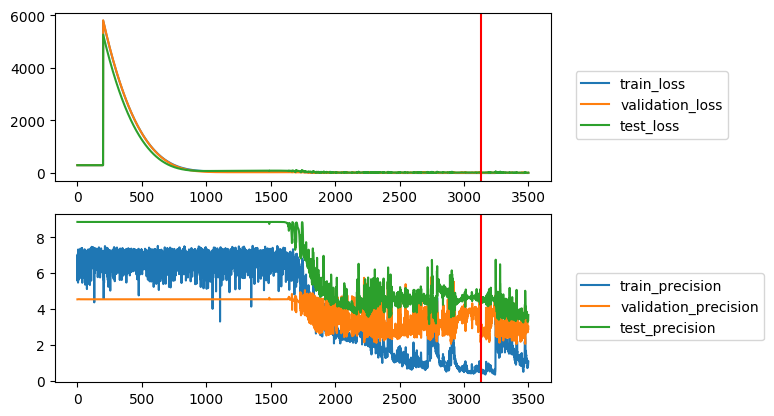 6000
4000
2000
0
0 500 1000 1500 2000 2500 3000 3500
train_loss
validation_loss
test_loss
8
6
4
2
0
0 500 1000 1500 2000 2500 3000 3500
train_precision
validation_precision
test_precision